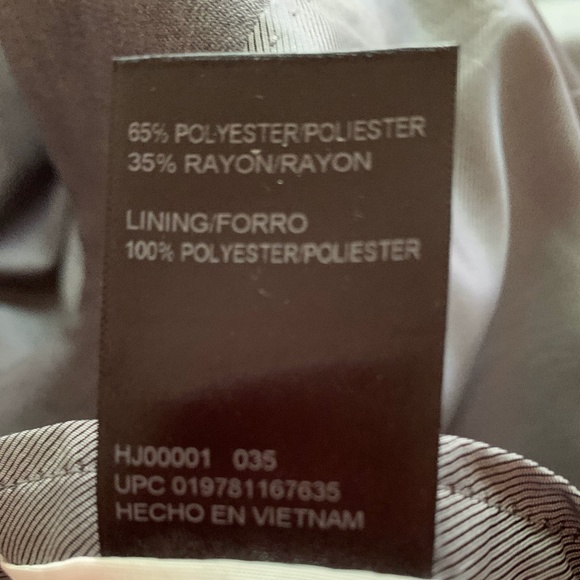 65% POLYESTER/POLIESTER
35% RAYON/RAYON
LINING/FORRO
100% POLYESTER/POLIESTER
HJ00001 035
UPC 019781167635
HECHO EN VIETNAM